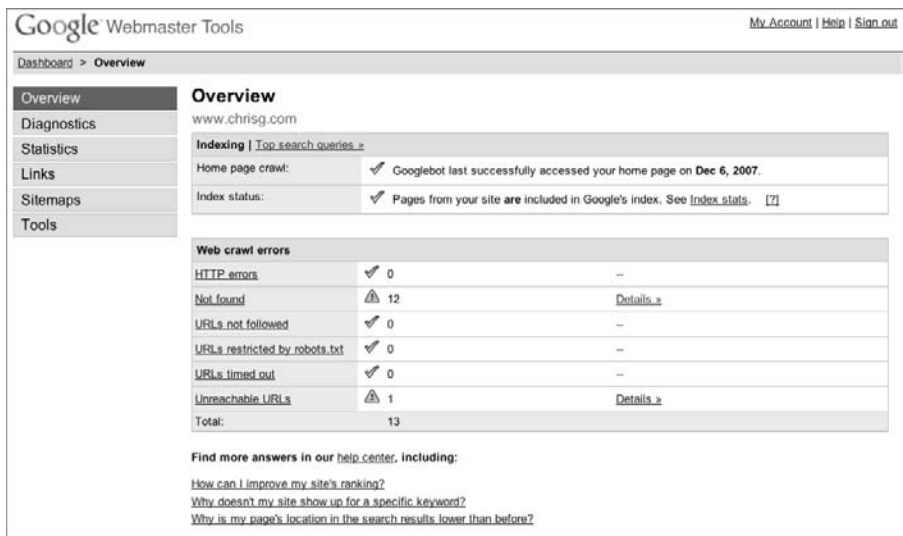 Google Webmaster Tools
My Account | Help | Sign out
Dashboard > Overview
Overview
Diagnostics
Statistics
Links
Sitemaps
Tools
Overview
www.chrisg.com
Indexing | Top search queries »
Home page crawl: Googlebot last successfully accessed your home page on Dec 6, 2007.
Index status: Pages from your site are included in Google's index. See Index stats. [?]
Web crawl errors
HTTP errors 0 –
Not found 12 Details »
URLs not followed 0 –
URLs restricted by robots.txt 0 –
URLs timed out 0 –
Unreachable URLs 1 Details »
Total: 13
Find more answers in our help center, including:
How can I improve my site's ranking?
Why doesn't my site show up for a specific keyword?
Why is my page's location in the search results lower than before?